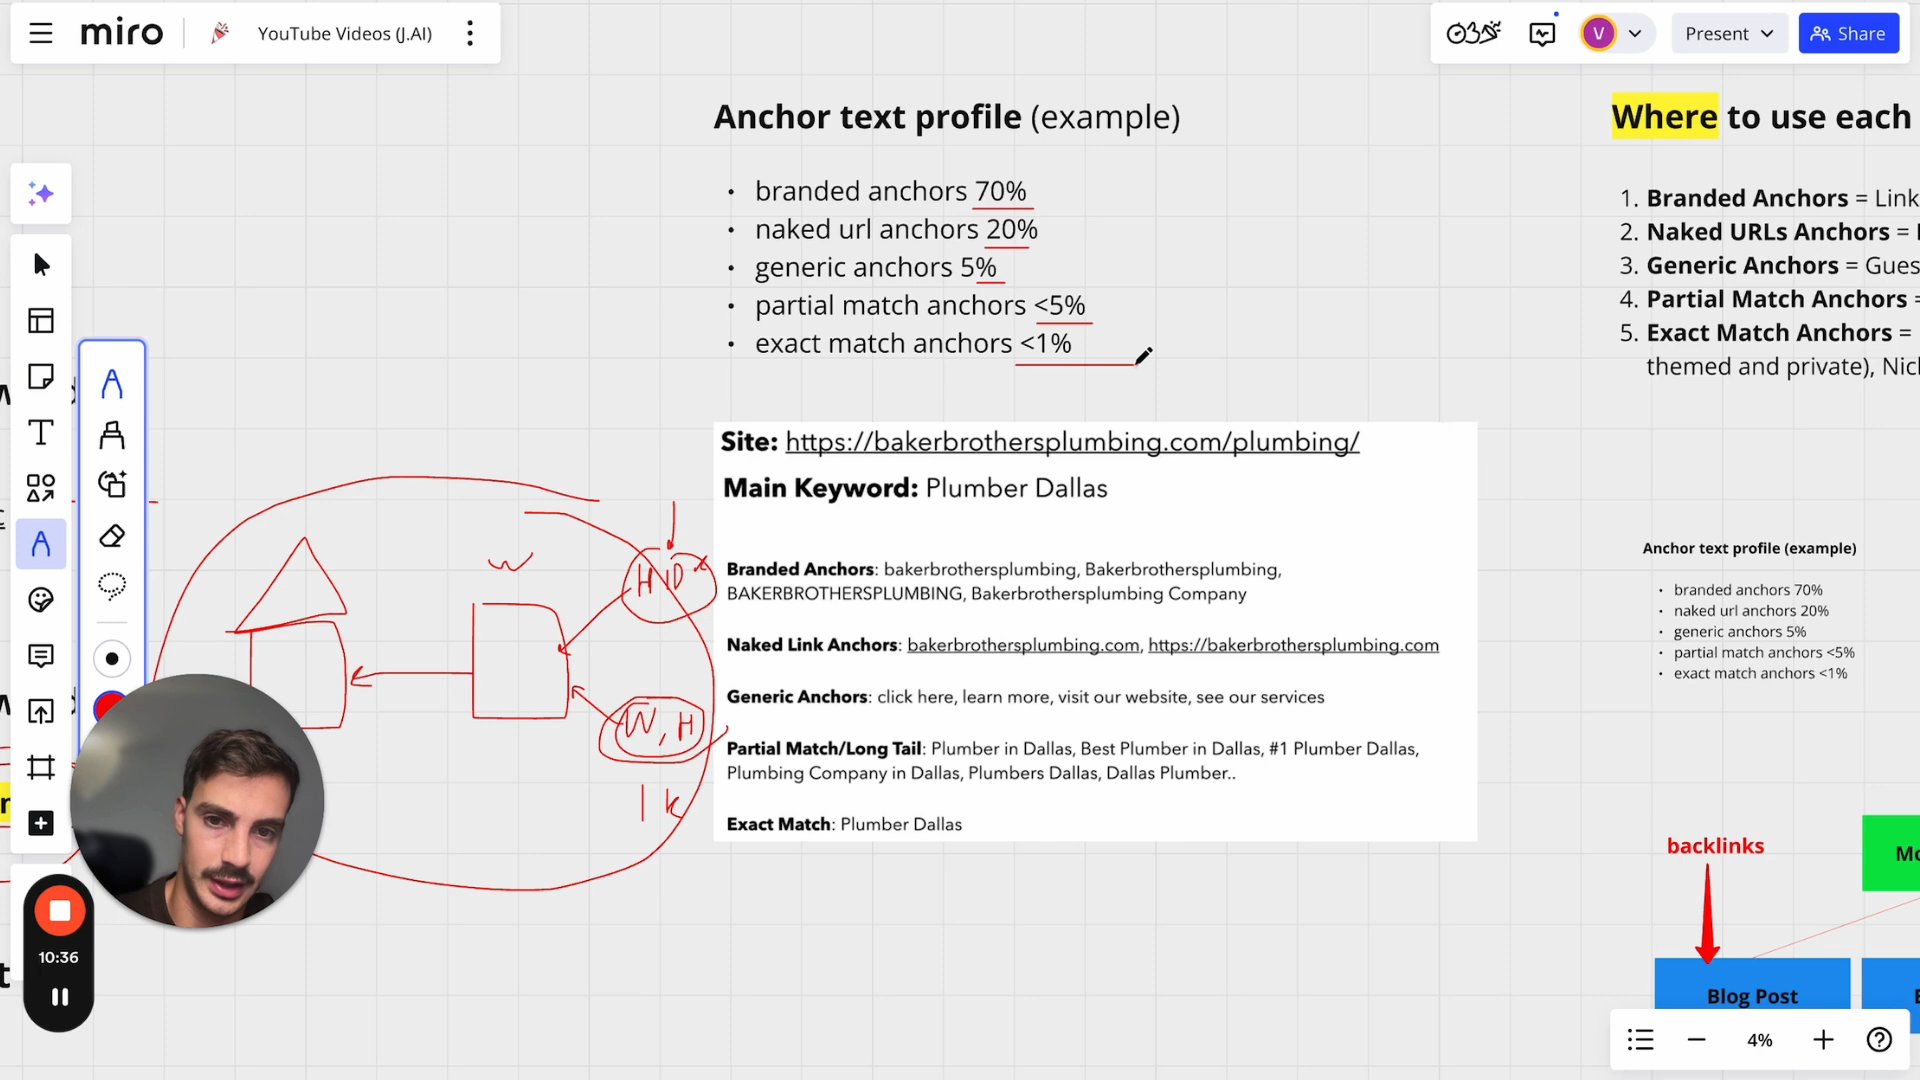 miro
YouTube Videos (J.AI)
Present
Share
V
Anchor text profile (example)
• branded anchors 70%
• naked url anchors 20%
• generic anchors 5%
• partial match anchors <5%
• exact match anchors <1%
Where to use each
1. Branded Anchors = Link
2. Naked URLs Anchors =
3. Generic Anchors = Gues
4. Partial Match Anchors =
5. Exact Match Anchors =
themed and private), Nich
Site: https://bakerbrothersplumbing.com/plumbing/
Main Keyword: Plumber Dallas
Branded Anchors: bakerbrothersplumbing, Bakerbrothersplumbing,
BAKERBROTHERSPLUMBING, Bakerbrothersplumbing Company
Naked Link Anchors: bakerbrothersplumbing.com, https://bakerbrothersplumbing.com
Generic Anchors: click here, learn more, visit our website, see our services
Partial Match/Long Tail: Plumber in Dallas, Best Plumber in Dallas, #1 Plumber Dallas,
Plumbing Company in Dallas, Plumbers Dallas, Dallas Plumber..
Exact Match: Plumber Dallas
W
W, H
1k
Anchor text profile (example)
• branded anchors 70%
• naked url anchors 20%
• generic anchors 5%
• partial match anchors <5%
• exact match anchors <1%
backlinks
Blog Post
10:36
4%